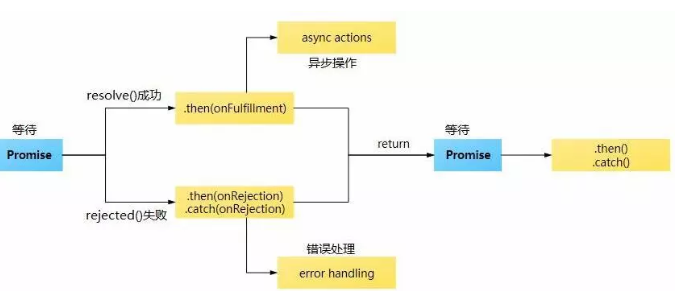 async actions
异步操作
resolve()成功
.then(onFulfillment)
等待
Promise
return
等待
Promise
.then()
.catch()
.then(onRejection)
.catch(onRejection)
rejected()失败
错误处理
error handling